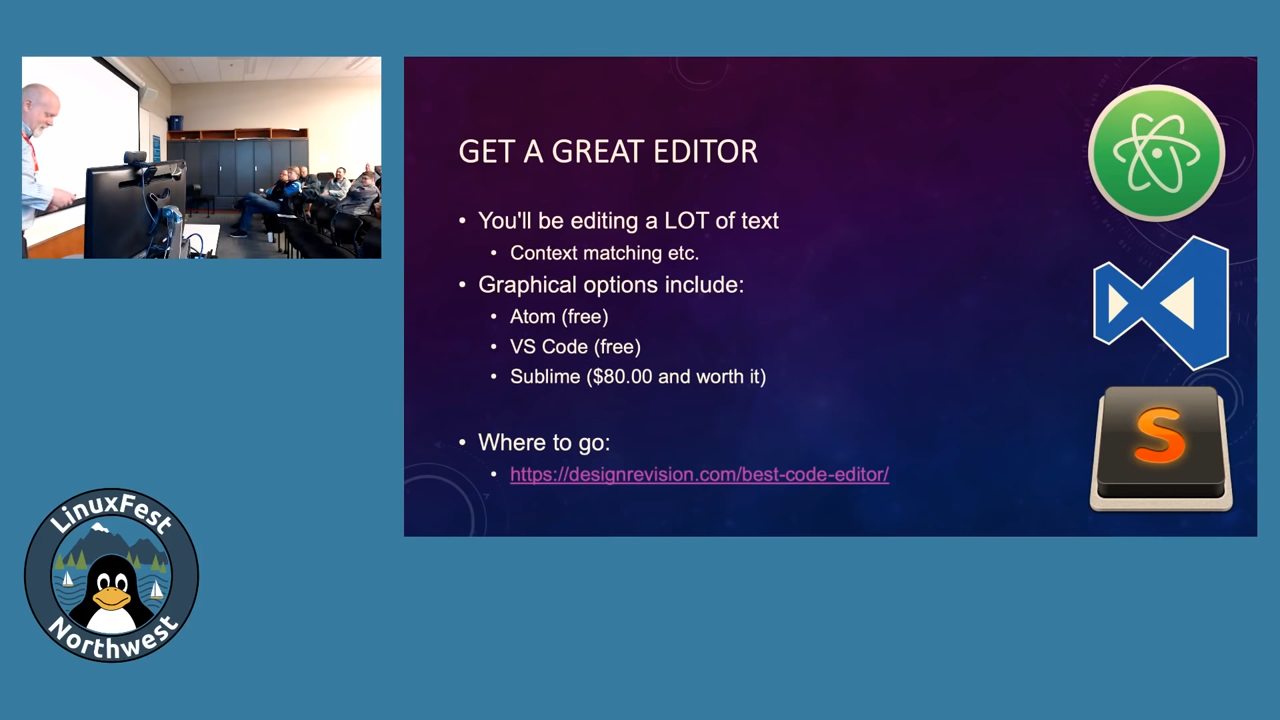 GET A GREAT EDITOR
• You'll be editing a LOT of text
• Context matching etc.
• Graphical options include:
• Atom (free)
• VS Code (free)
• Sublime ($80.00 and worth it)
• Where to go:
• https://designrevision.com/best-code-editor/
S
LinuxFest
Northwest